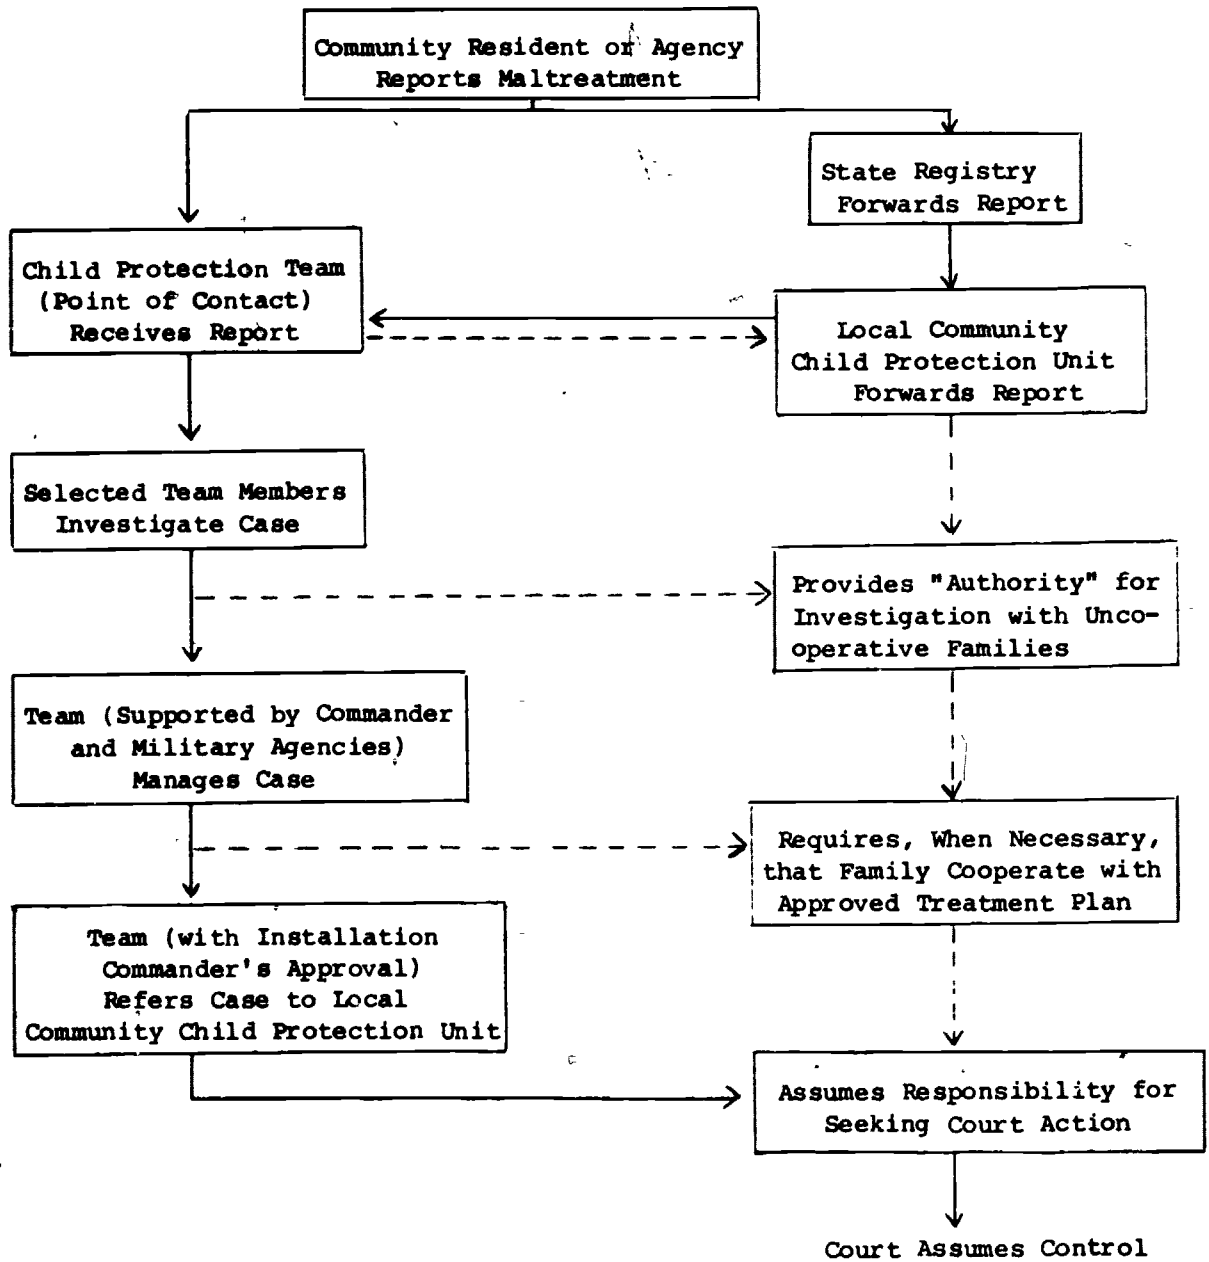 Community Resident or Agency
Reports Maltreatment
State Registry
Forwards Report
Child Protection Team
(Point of Contact)
Receives Report
Local Community
Child Protection Unit
Forwards Report
Selected Team Members
Investigate Case
Provides "Authority" for
Investigation with Unco-
operative Families
Team (Supported by Commander
and Military Agencies)
Manages Case
Requires, When Necessary,
that Family Cooperate with
Approved Treatment Plan
Team (with Installation
Commander's Approval)
Refers Case to Local
Community Child Protection Unit
Assumes Responsibility for
Seeking Court Action
Court Assumes Control